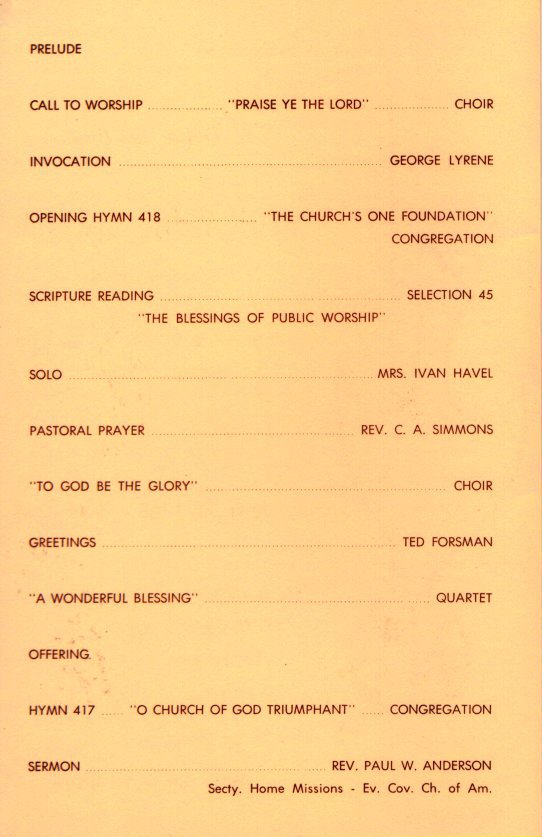 PRELUDE
CALL TO WORSHIP .................... "PRAISE YE THE LORD" .................... CHOIR
INVOCATION .................... GEORGE LYRENE
OPENING HYMN 418 .................... "THE CHURCH'S ONE FOUNDATION"
CONGREGATION
SCRIPTURE READING .................... SELECTION 45
"THE BLESSINGS OF PUBLIC WORSHIP"
SOLO .................... MRS. IVAN HAVEL
PASTORAL PRAYER .................... REV. C. A. SIMMONS
"TO GOD BE THE GLORY" .................... CHOIR
GREETINGS .................... TED FORSMAN
"A WONDERFUL BLESSING" .................... QUARTET
OFFERING
HYMN 417 ...... "O CHURCH OF GOD TRIUMPHANT" ...... CONGREGATION
SERMON .................... REV. PAUL W. ANDERSON
Secty. Home Missions - Ev. Cov. Ch. of Am.